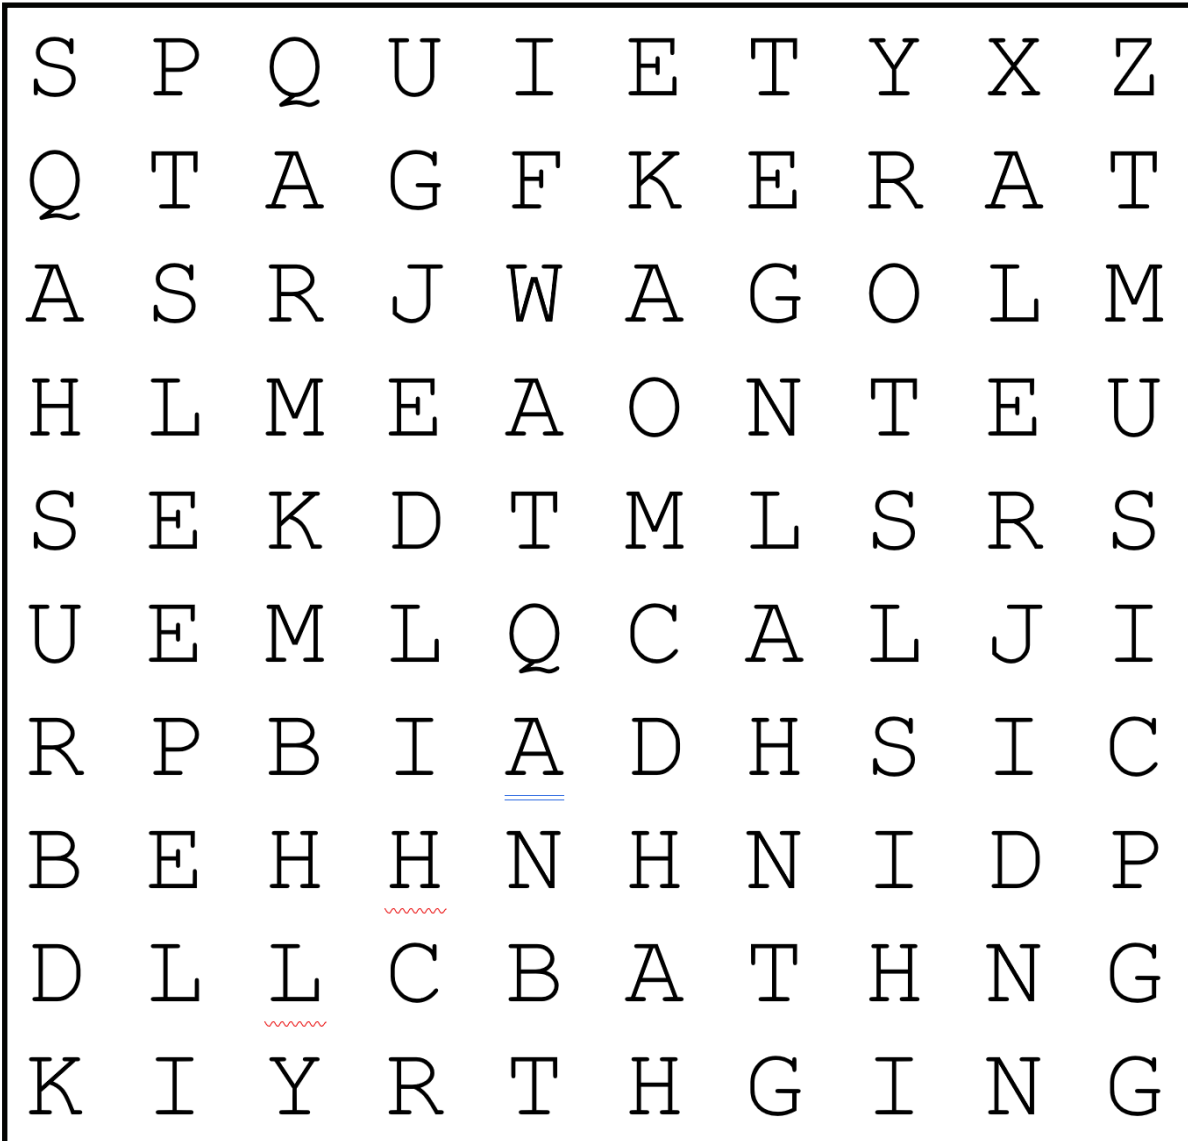 S P Q U I E T Y X Z
Q T A G F K E R A T
A S R J W A G O L M
H L M E A O N T E U
S E K D T M L S R S
U E M L Q C A L J I
R P B I A D H S I C
B E H H N H N I D P
D L L C B A T H N G
K I Y R T H G I N G